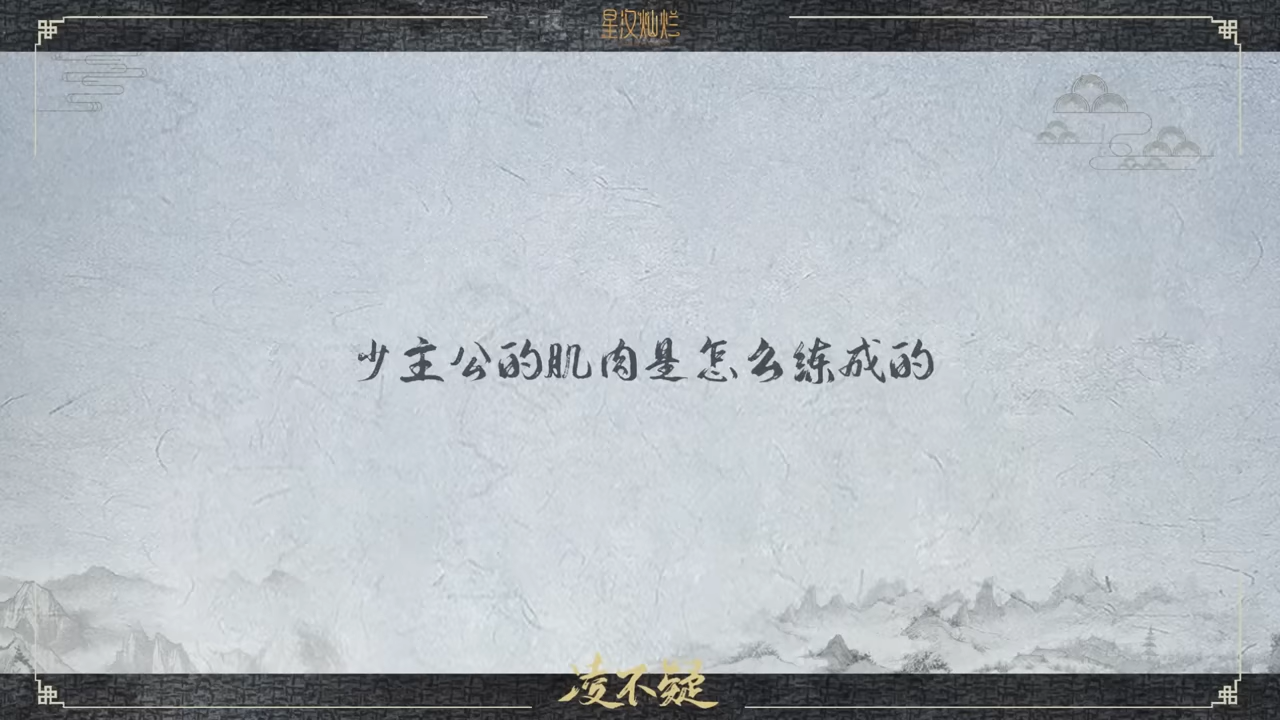 星汉灿烂
少主公的肌肉是怎么练成的
凌不疑